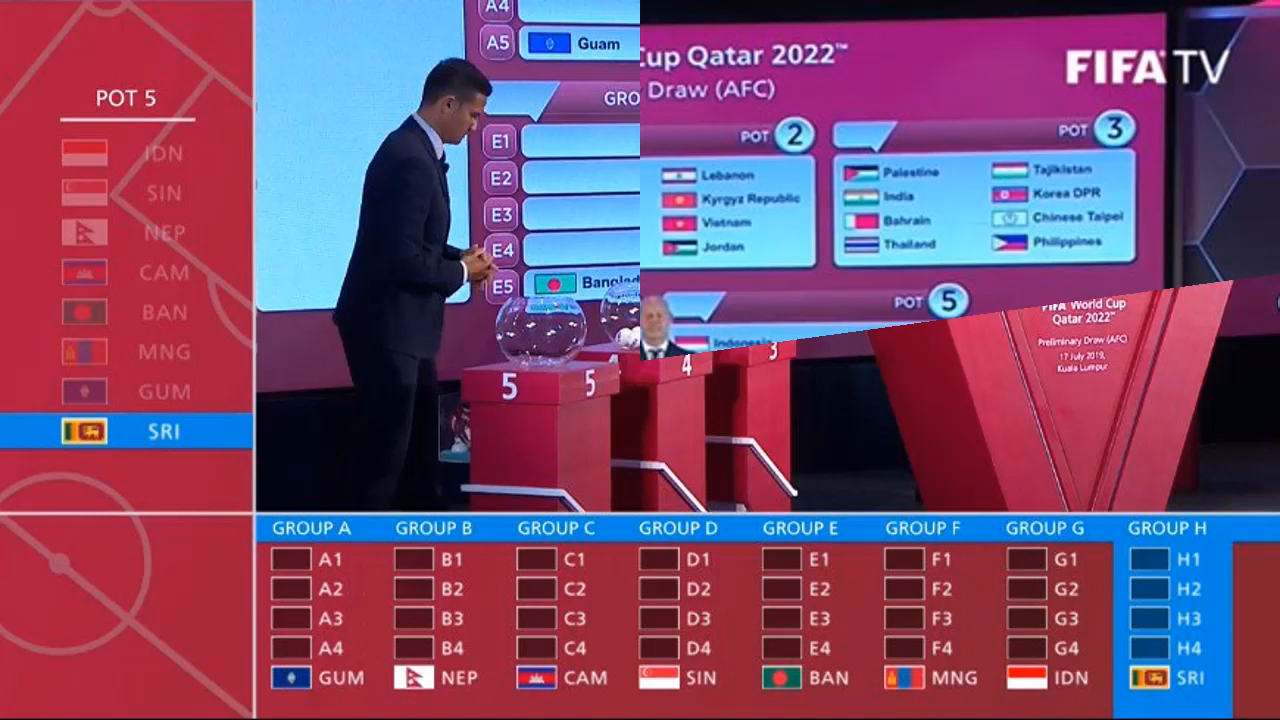 POT 5
IDN
SIN
NEP
CAM
BAN
MNG
GUM
SRI
A4
A5 Guam
GRO
E1
E2
E3
E4
E5 Banglad
Cup Qatar 2022™
Draw (AFC)
FIFA TV
POT 2
Lebanon
Kyrgyz Republic
Vietnam
Jordan
POT 3
Palestine Tajikistan
India Korea DPR
Bahrain Chinese Taipei
Thailand Philippines
POT 5
Indonesia
5 5
4
3
FIFA World Cup
Qatar 2022™
Preliminary Draw (AFC)
17 July 2019,
Kuala Lumpur
GROUP A GROUP B GROUP C GROUP D GROUP E GROUP F GROUP G GROUP H
A1 B1 C1 D1 E1 F1 G1 H1
A2 B2 C2 D2 E2 F2 G2 H2
A3 B3 C3 D3 E3 F3 G3 H3
A4 B4 C4 D4 E4 F4 G4 H4
GUM NEP CAM SIN BAN MNG IDN SRI